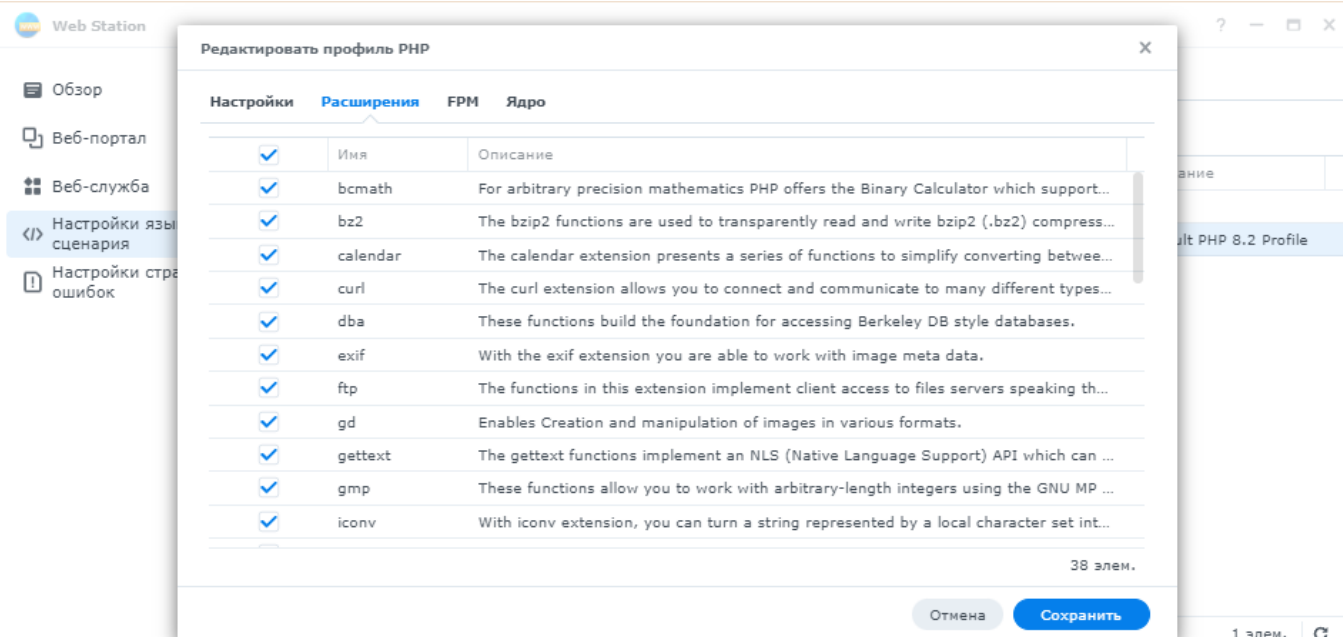 Web Station
Редактировать профиль PHP
Обзор
Веб-портал
Веб-служба
Настройки язы
сценария
Настройки стра
ошибок
Настройки Расширения FPM Ядро
Имя Описание
bcmath For arbitrary precision mathematics PHP offers the Binary Calculator which support...
bz2 The bzip2 functions are used to transparently read and write bzip2 (.bz2) compress...
calendar The calendar extension presents a series of functions to simplify converting betwee...
curl The curl extension allows you to connect and communicate to many different types...
dba These functions build the foundation for accessing Berkeley DB style databases.
exif With the exif extension you are able to work with image meta data.
ftp The functions in this extension implement client access to files servers speaking th...
gd Enables Creation and manipulation of images in various formats.
gettext The gettext functions implement an NLS (Native Language Support) API which can ...
gmp These functions allow you to work with arbitrary-length integers using the GNU MP ...
iconv With iconv extension, you can turn a string represented by a local character set int...
38 элем.
Отмена Сохранить
ание
ult PHP 8.2 Profile
1 элем.